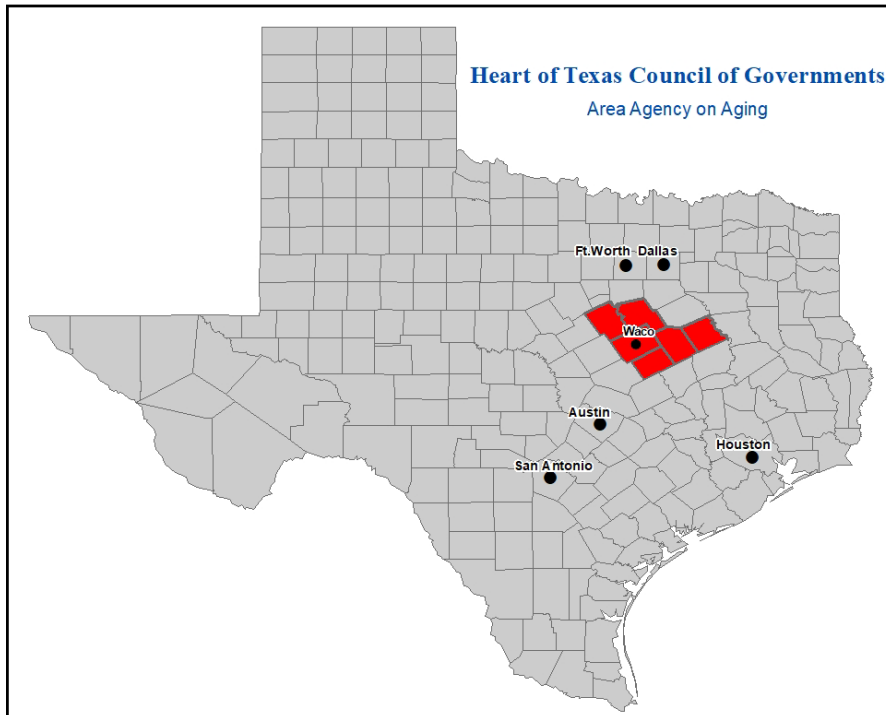 Heart of Texas Council of Governments
Area Agency on Aging
Ft.Worth Dallas
Waco
Austin
Houston
San Antonio